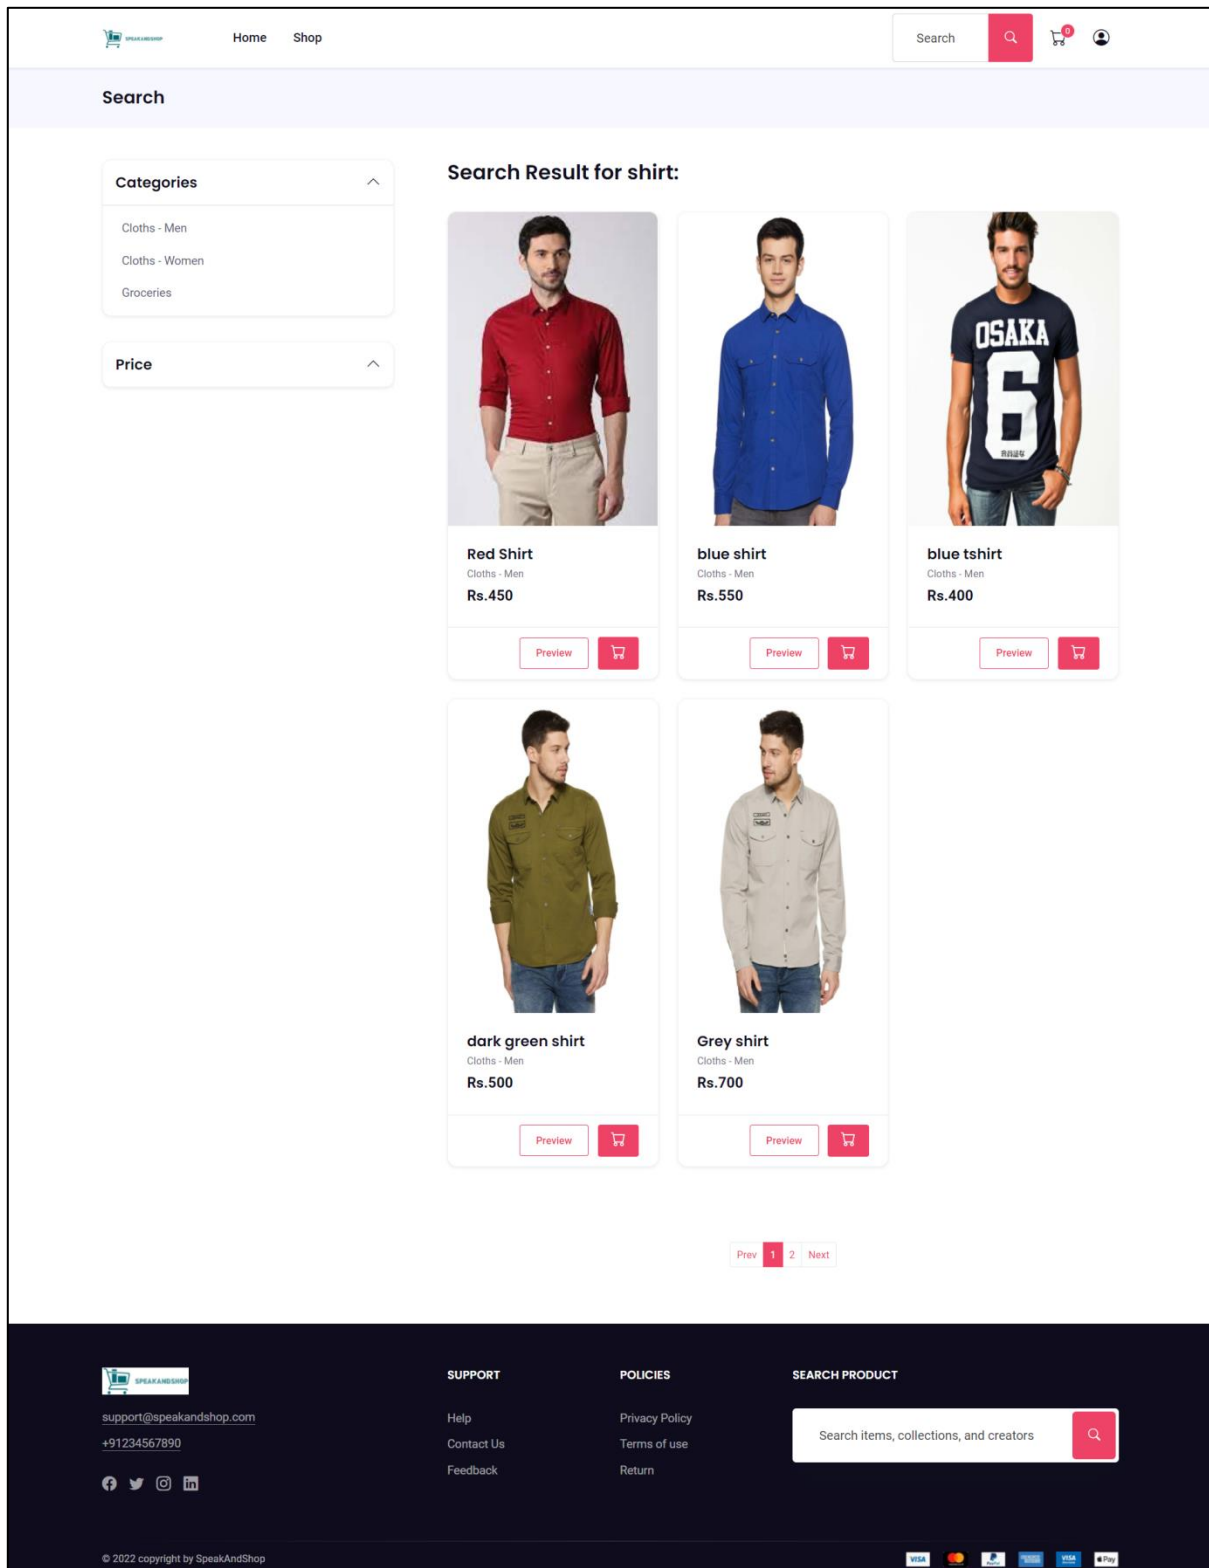 SPEAKANDSHOP
Home
Shop
Search
0
Search
Categories
Cloths - Men
Cloths - Women
Groceries
Price
Search Result for shirt:
OSAKA
6
Red Shirt
Cloths - Men
Rs.450
Preview
blue shirt
Cloths - Men
Rs.550
Preview
blue tshirt
Cloths - Men
Rs.400
Preview
dark green shirt
Cloths - Men
Rs.500
Preview
Grey shirt
Cloths - Men
Rs.700
Preview
Prev 1 2 Next
SPEAKANDSHOP
support@speakandshop.com
+91234567890
SUPPORT
Help
Contact Us
Feedback
POLICIES
Privacy Policy
Terms of use
Return
SEARCH PRODUCT
Search items, collections, and creators
© 2022 copyright by SpeakAndShop
VISA
PayPal
VISA
Pay